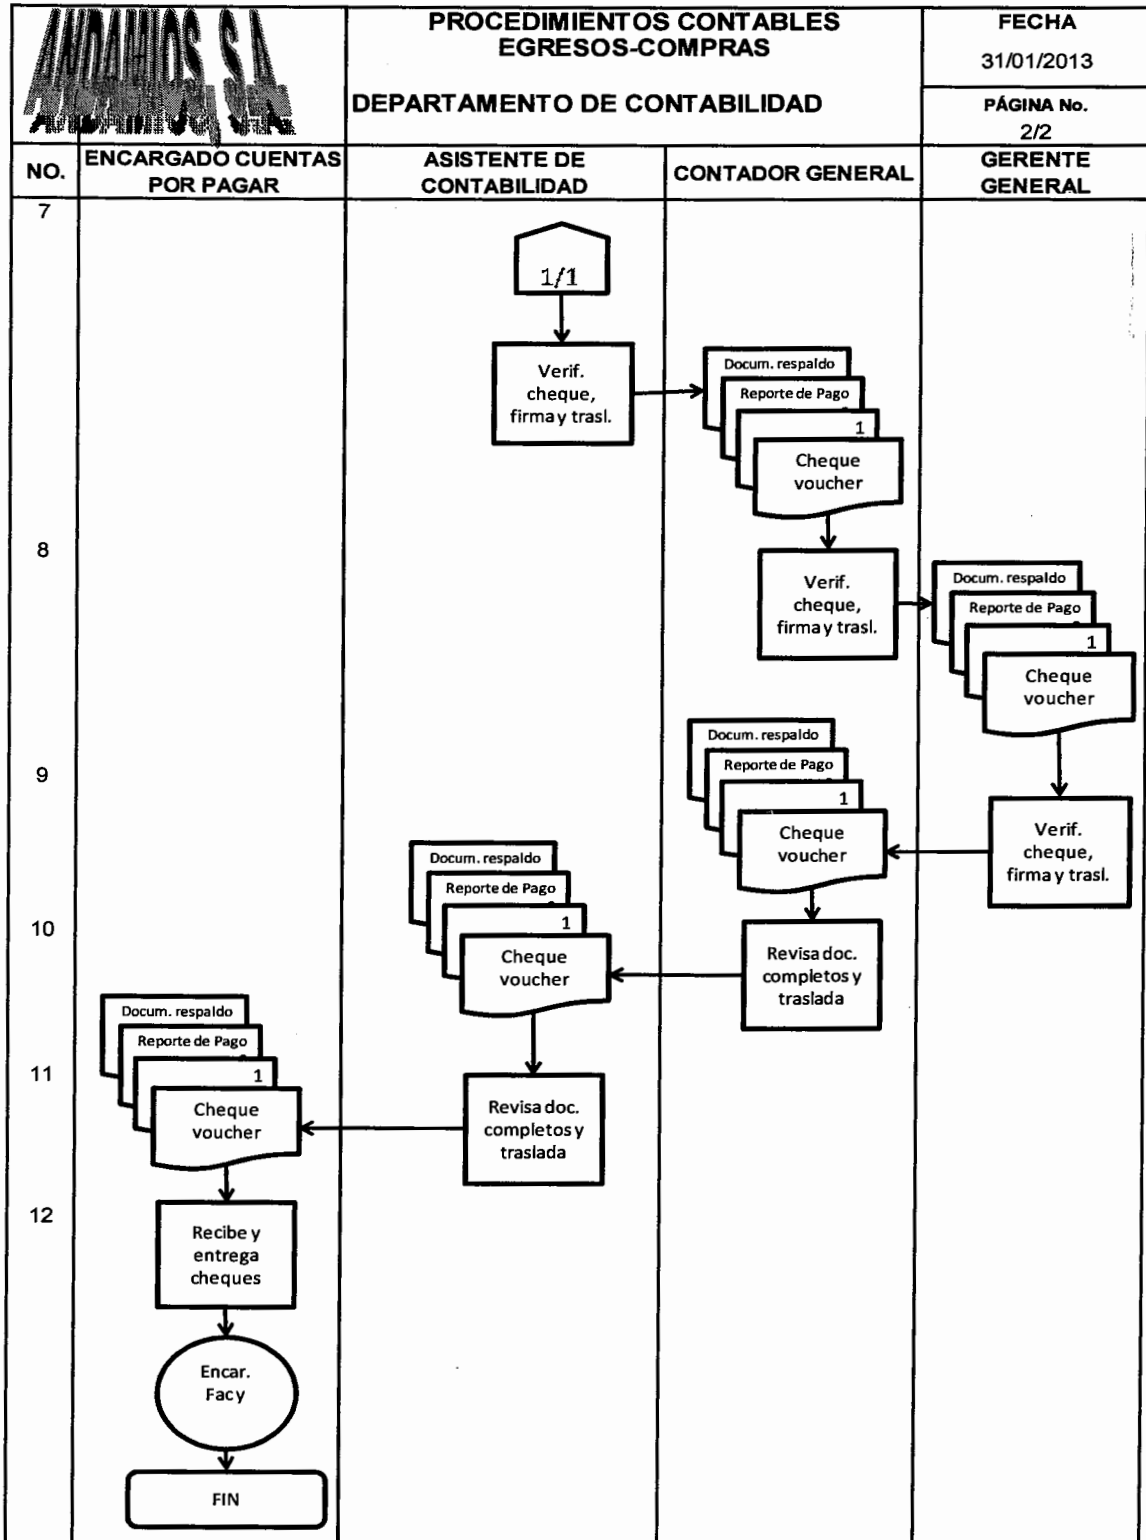 ANDAMIOS, S.A.
PROCEDIMIENTOS CONTABLES
EGRESOS-COMPRAS
DEPARTAMENTO DE CONTABILIDAD
FECHA
31/01/2013
PÁGINA No.
2/2
NO.
ENCARGADO CUENTAS
POR PAGAR
ASISTENTE DE
CONTABILIDAD
CONTADOR GENERAL
GERENTE
GENERAL
7
1/1
Verif.
cheque,
firma y trasl.
Docum. respaldo
Reporte de Pago
1
Cheque
voucher
8
Verif.
cheque,
firma y trasl.
Docum. respaldo
Reporte de Pago
1
Cheque
voucher
9
Verif.
cheque,
firma y trasl.
Docum. respaldo
Reporte de Pago
1
Cheque
voucher
10
Revisa doc.
completos y
traslada
Docum. respaldo
Reporte de Pago
1
Cheque
voucher
11
Revisa doc.
completos y
traslada
Docum. respaldo
Reporte de Pago
1
Cheque
voucher
12
Recibe y
entrega
cheques
Encar.
Fac y
FIN